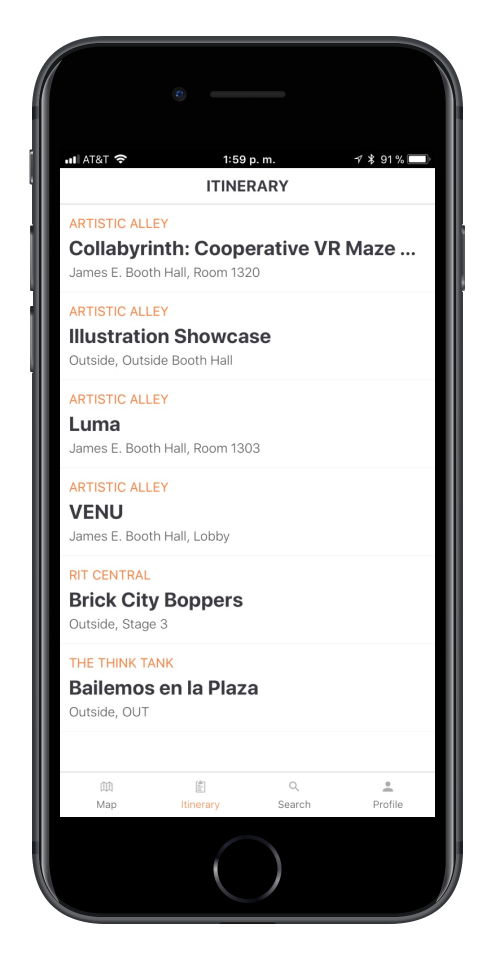 AT&T 1:59 p. m. 91 %
ITINERARY
ARTISTIC ALLEY
Collabyrinth: Cooperative VR Maze ...
James E. Booth Hall, Room 1320
ARTISTIC ALLEY
Illustration Showcase
Outside, Outside Booth Hall
ARTISTIC ALLEY
Luma
James E. Booth Hall, Room 1303
ARTISTIC ALLEY
VENU
James E. Booth Hall, Lobby
RIT CENTRAL
Brick City Boppers
Outside, Stage 3
THE THINK TANK
Bailemos en la Plaza
Outside, OUT
Map Itinerary Search Profile